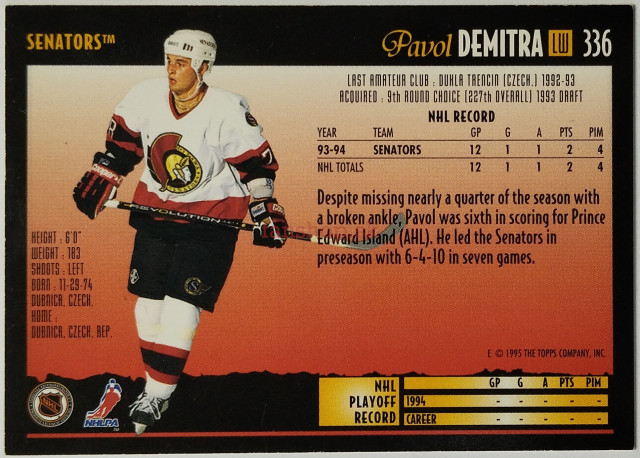 SENATORS™
Pavol DEMITRA LW 336
LAST AMATEUR CLUB : DUKLA TRENCIN (CZECH.) 1992-93
ACQUIRED : 9th ROUND CHOICE (227th OVERALL) 1993 DRAFT
NHL RECORD
YEAR TEAM GP G A PTS PIM
93-94 SENATORS 12 1 1 2 4
NHL TOTALS 12 1 1 2 4
Despite missing nearly a quarter of the season with
a broken ankle, Pavol was sixth in scoring for Prince
Edward Island (AHL). He led the Senators in
preseason with 6-4-10 in seven games.
HEIGHT : 6'0"
WEIGHT : 183
SHOOTS : LEFT
BORN : 11-29-74
DUBNICA, CZECH.
HOME :
DUBNICA, CZECH. REP.
REVOLUTION
E © 1995 THE TOPPS COMPANY, INC.
NHL GP G A PTS PIM
PLAYOFF 1994
RECORD CAREER
NHL
NHLPA